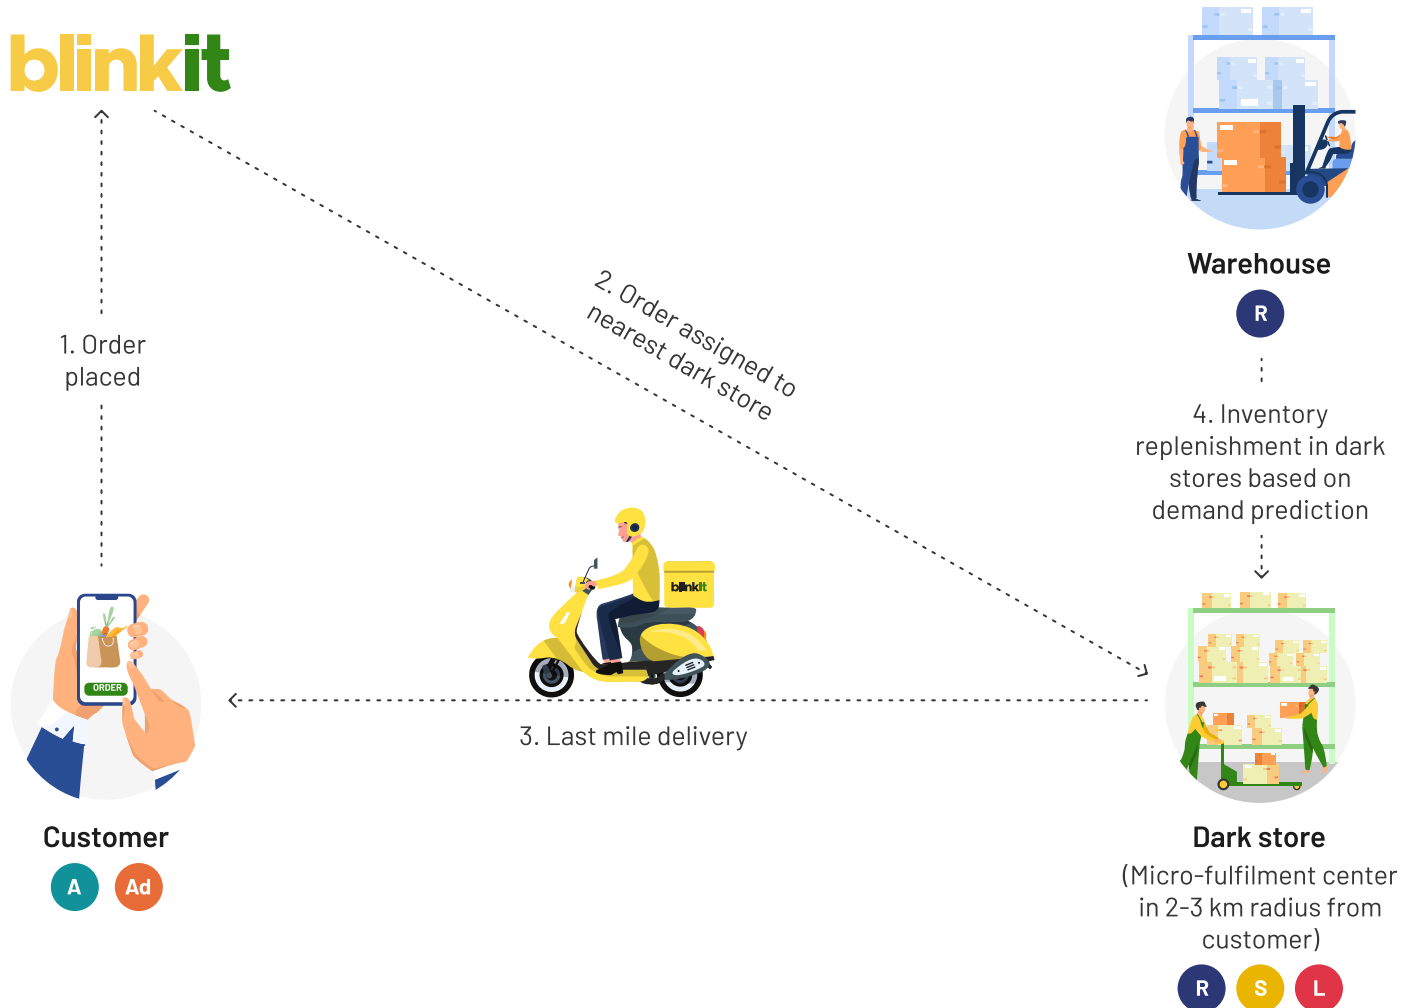 blinkit
1. Order
placed
2. Order assigned to
nearest dark store
Warehouse
R
4. Inventory
replenishment in dark
stores based on
demand prediction
blinkit
3. Last mile delivery
ORDER
Customer
A Ad
Dark store
(Micro-fulfilment center
in 2-3 km radius from
customer)
R S L